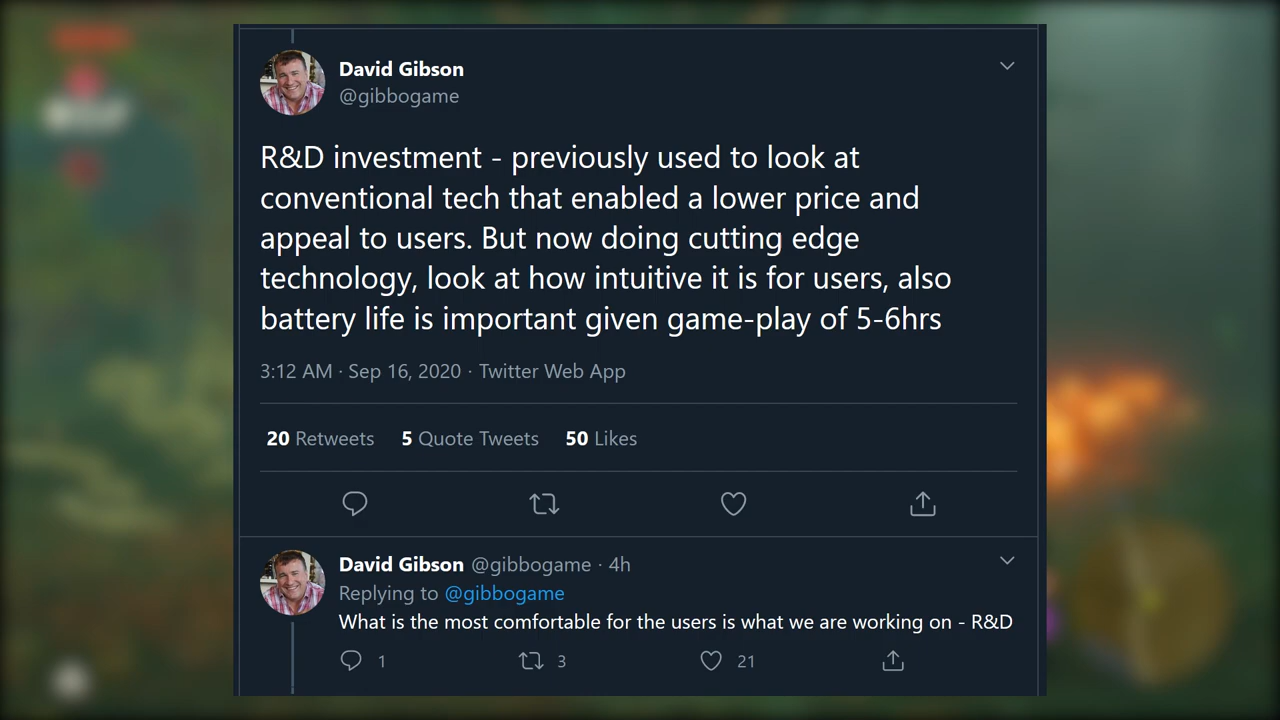 David Gibson
@gibbogame
R&D investment - previously used to look at
conventional tech that enabled a lower price and
appeal to users. But now doing cutting edge
technology, look at how intuitive it is for users, also
battery life is important given game-play of 5-6hrs
3:12 AM · Sep 16, 2020 · Twitter Web App
20 Retweets 5 Quote Tweets 50 Likes
David Gibson @gibbogame · 4h
Replying to @gibbogame
What is the most comfortable for the users is what we are working on - R&D
1 3 21